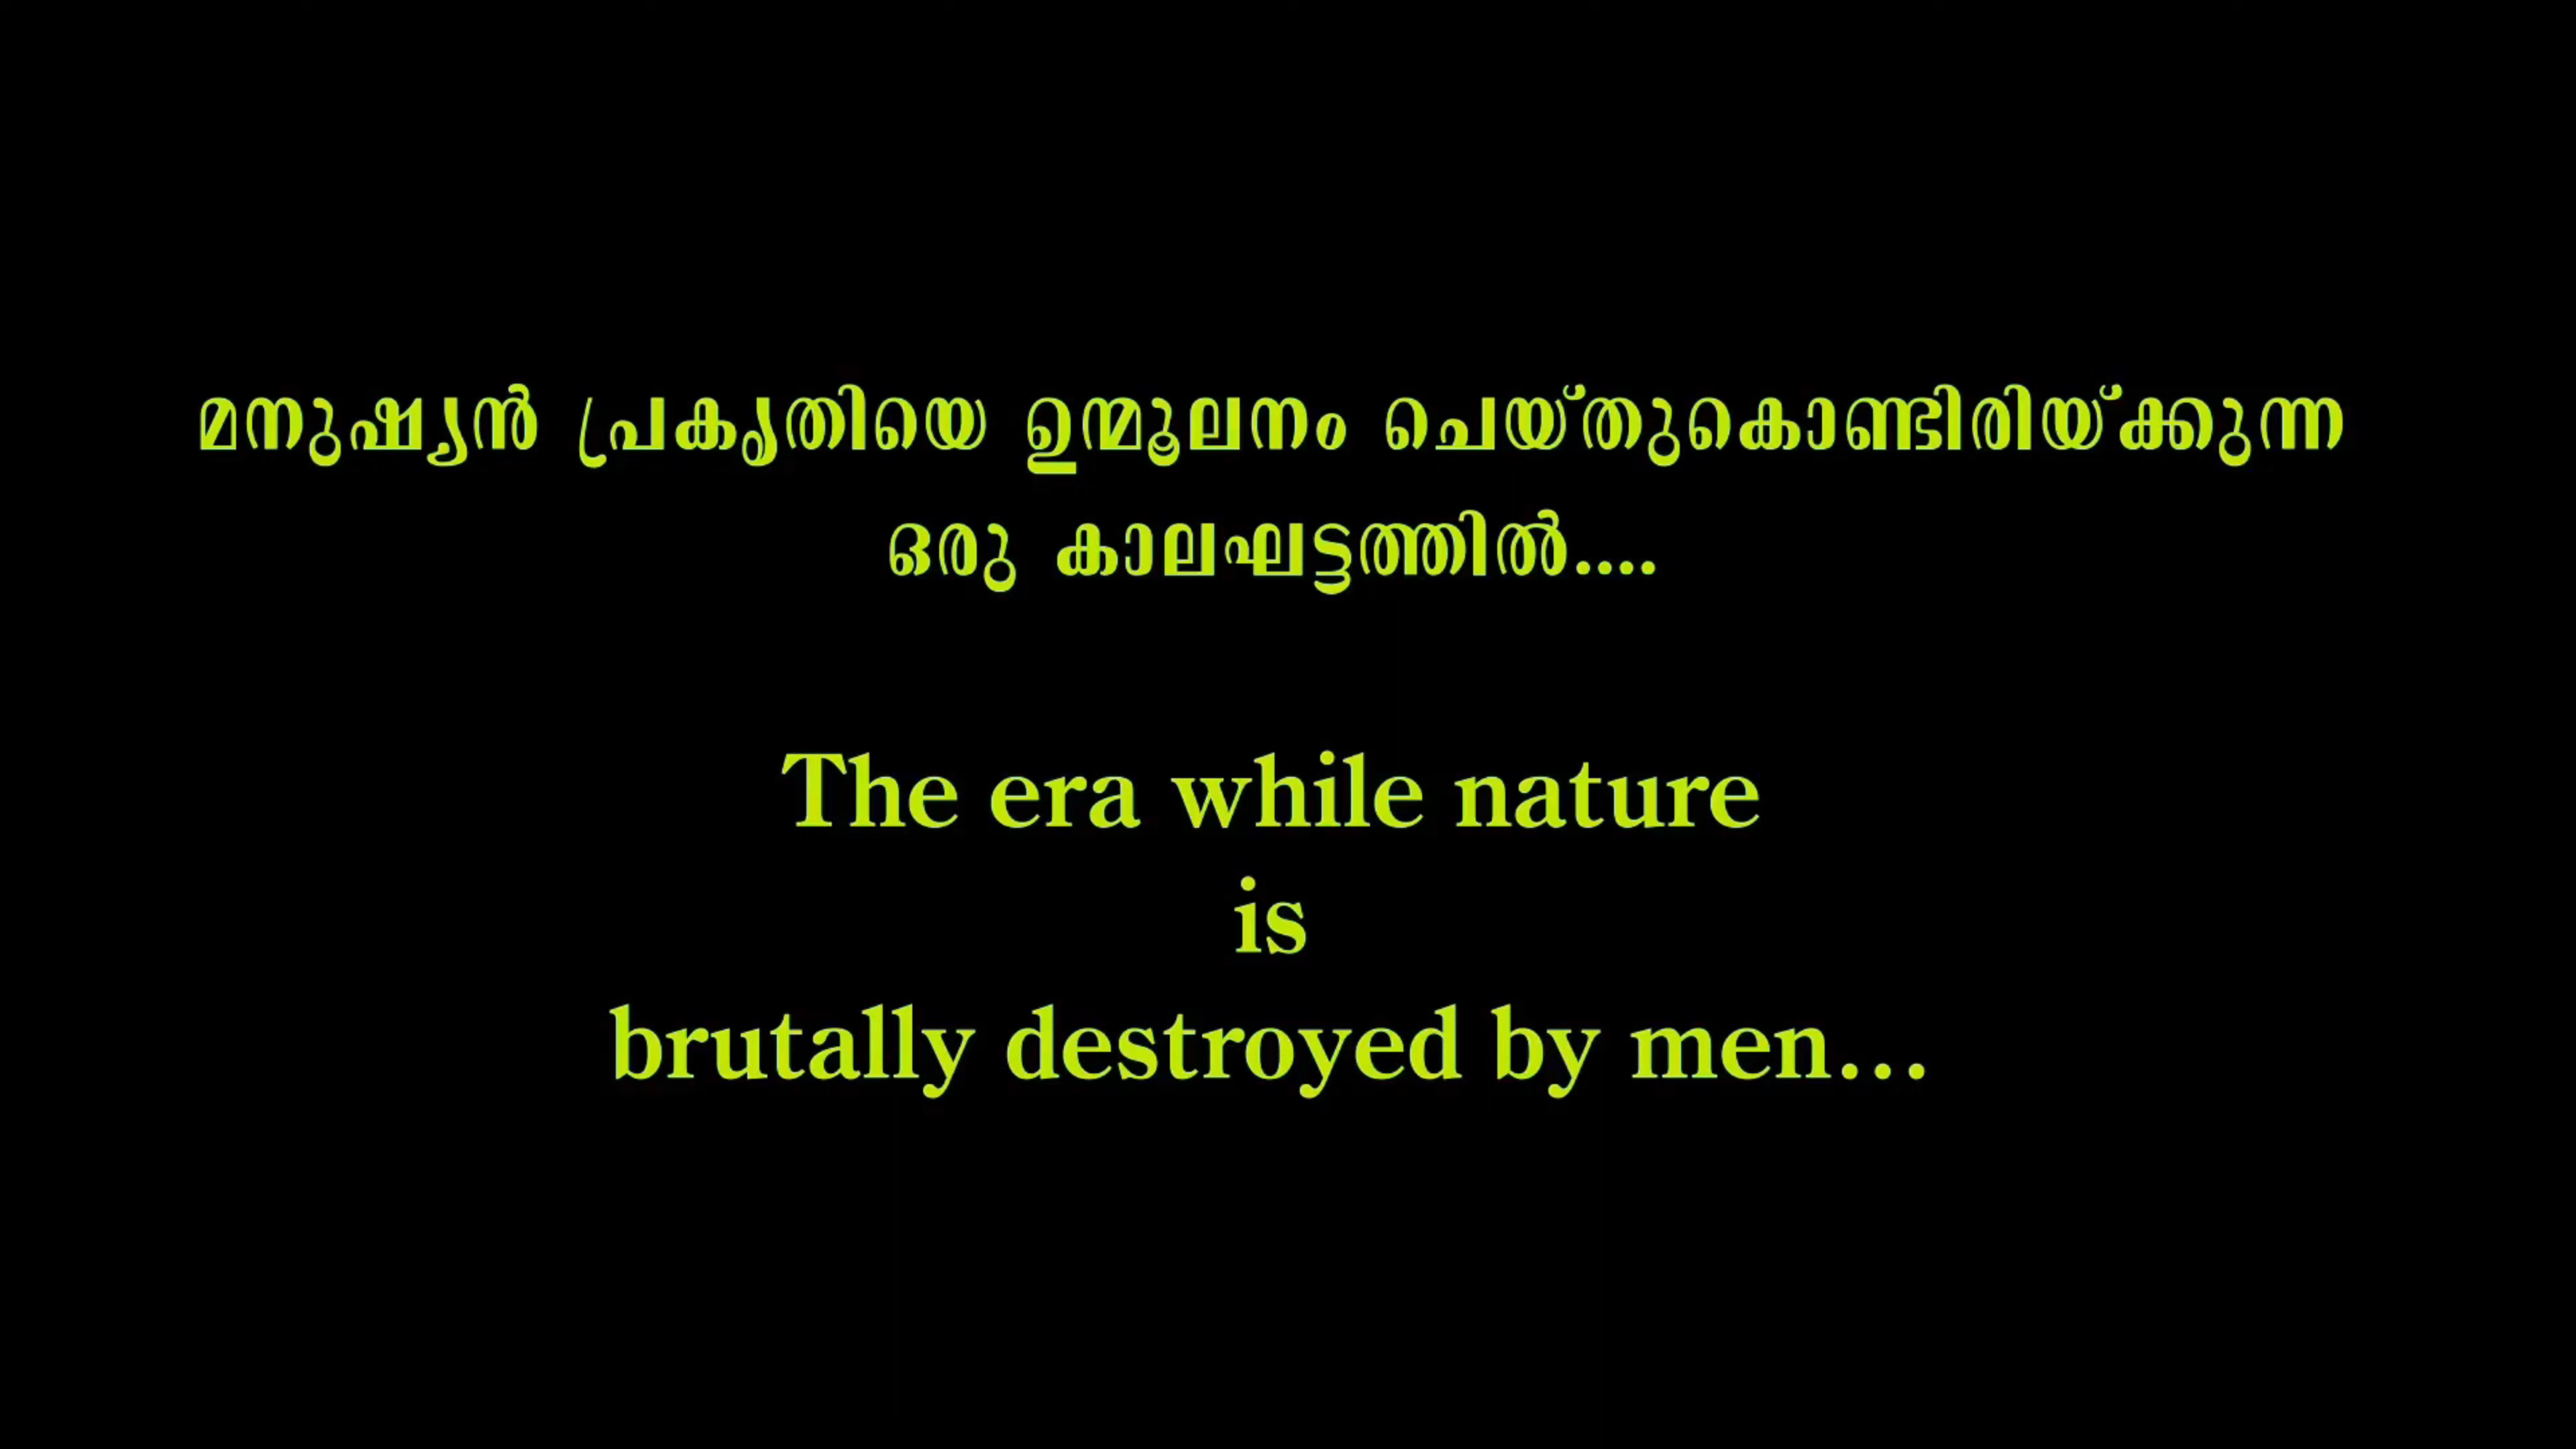 മനുഷ്യൻ പ്രകൃതിയെ ഉന്മൂലനം ചെയ്തുകൊണ്ടിരിയ്ക്കുന്ന
ഒരു കാലഘട്ടത്തിൽ....
The era while nature
is
brutally destroyed by men...